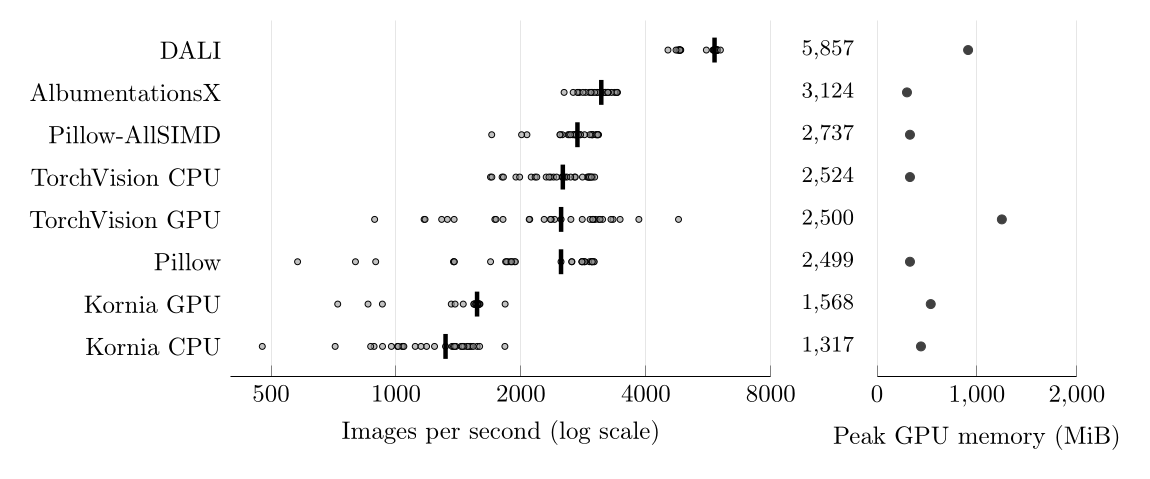 DALI 5,857
AlbumentationsX 3,124
Pillow-AllSIMD 2,737
TorchVision CPU 2,524
TorchVision GPU 2,500
Pillow 2,499
Kornia GPU 1,568
Kornia CPU 1,317
500 1000 2000 4000 8000 0 1,000 2,000
Images per second (log scale) Peak GPU memory (MiB)